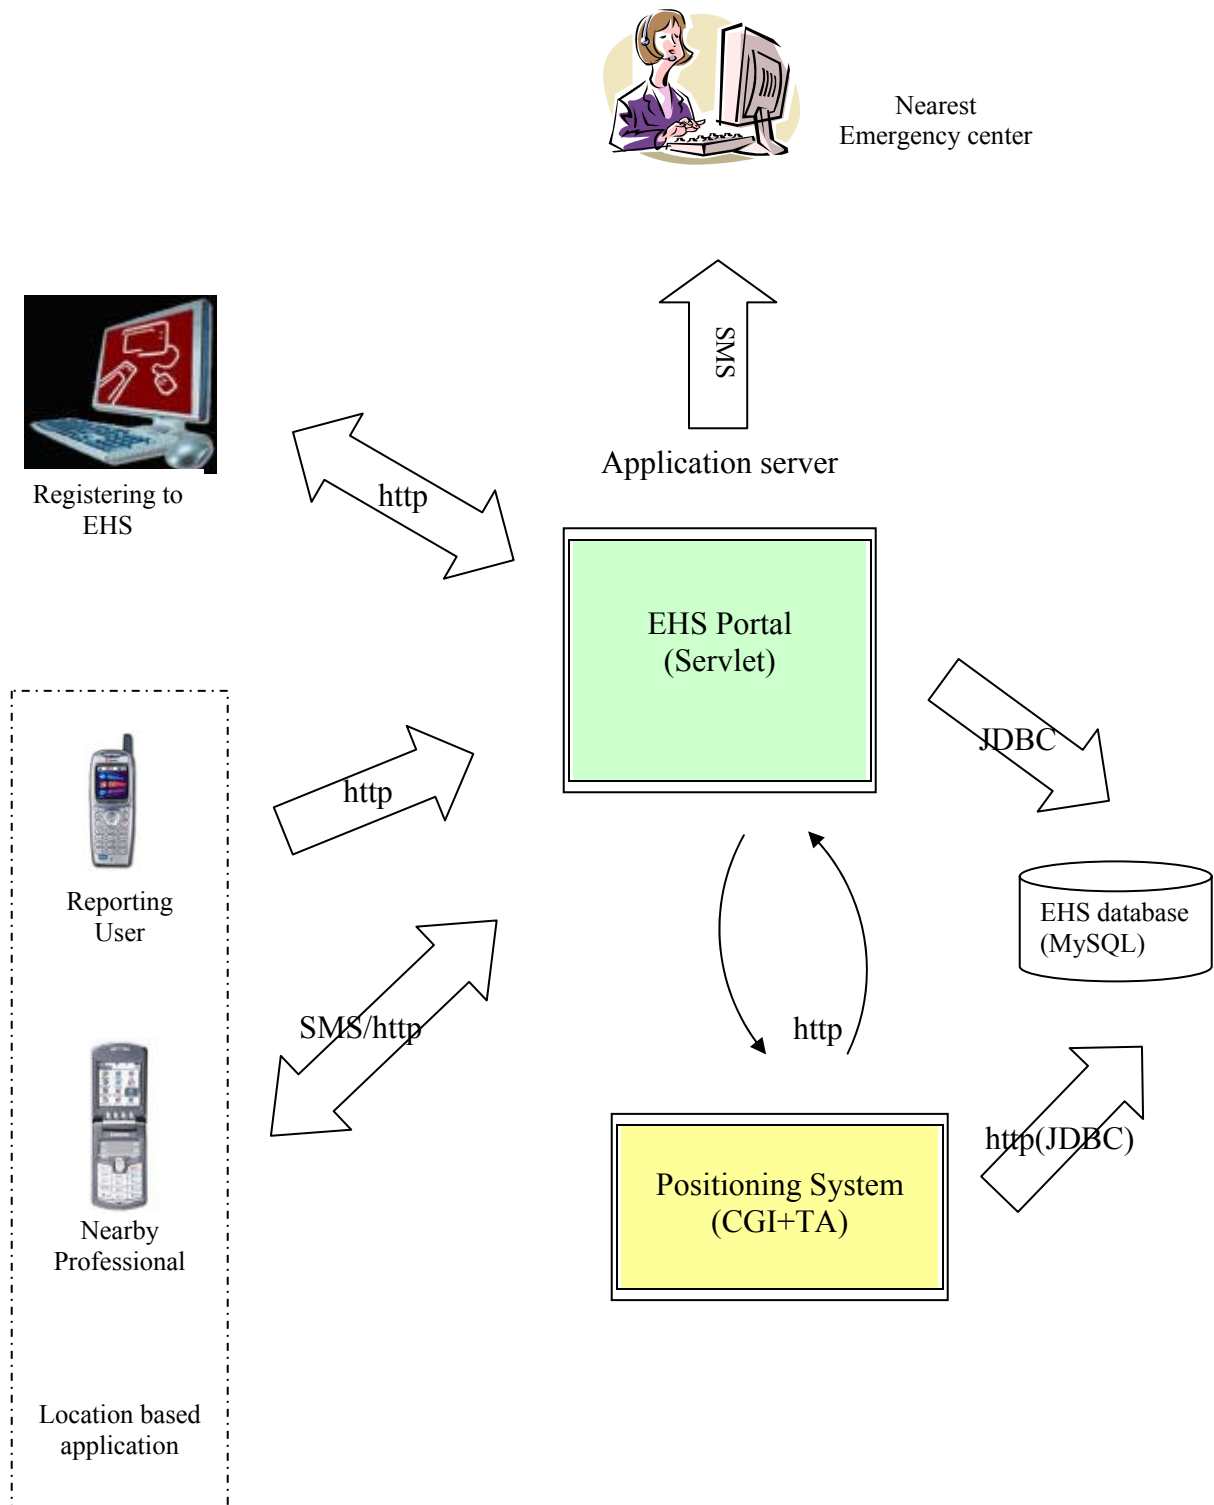 Nearest
Emergency center
SMS
Application server
http
Registering to
EHS
EHS Portal
(Servlet)
JDBC
http
Reporting
User
EHS database
(MySQL)
SMS/http
http
http(JDBC)
Positioning System
(CGI+TA)
Nearby
Professional
Location based
application